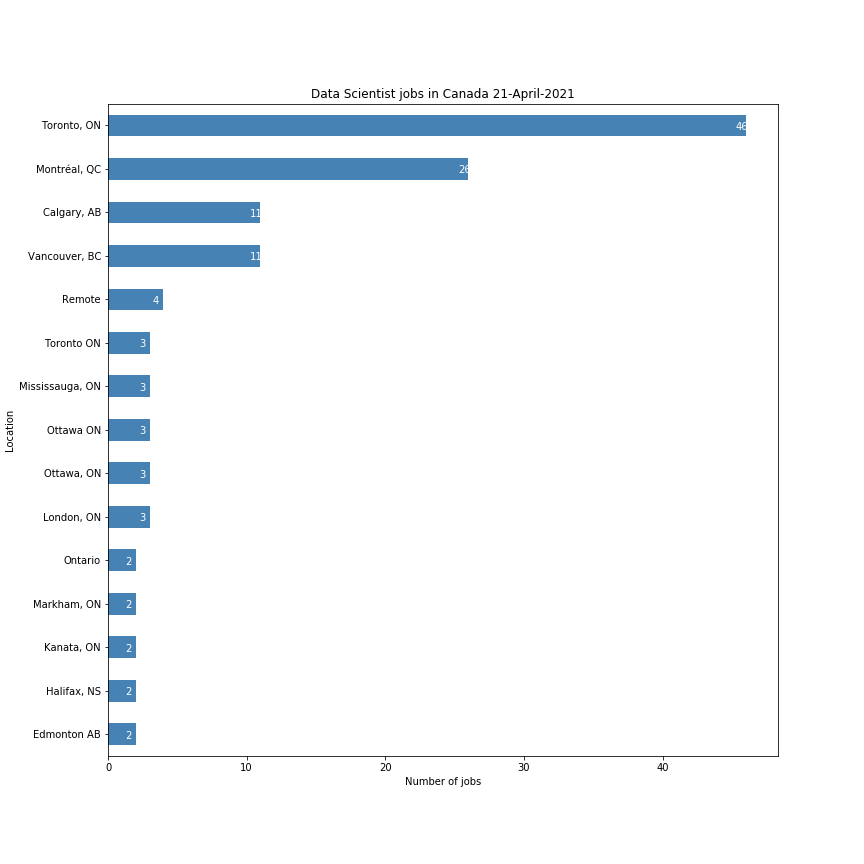 Data Scientist jobs in Canada 21-April-2021
Toronto, ON 46
Montréal, QC 26
Calgary, AB 11
Vancouver, BC 11
Remote 4
Toronto ON 3
Mississauga, ON 3
Ottawa ON 3
Ottawa, ON 3
London, ON 3
Ontario 2
Markham, ON 2
Kanata, ON 2
Halifax, NS 2
Edmonton AB 2
Location
0 10 20 30 40
Number of jobs